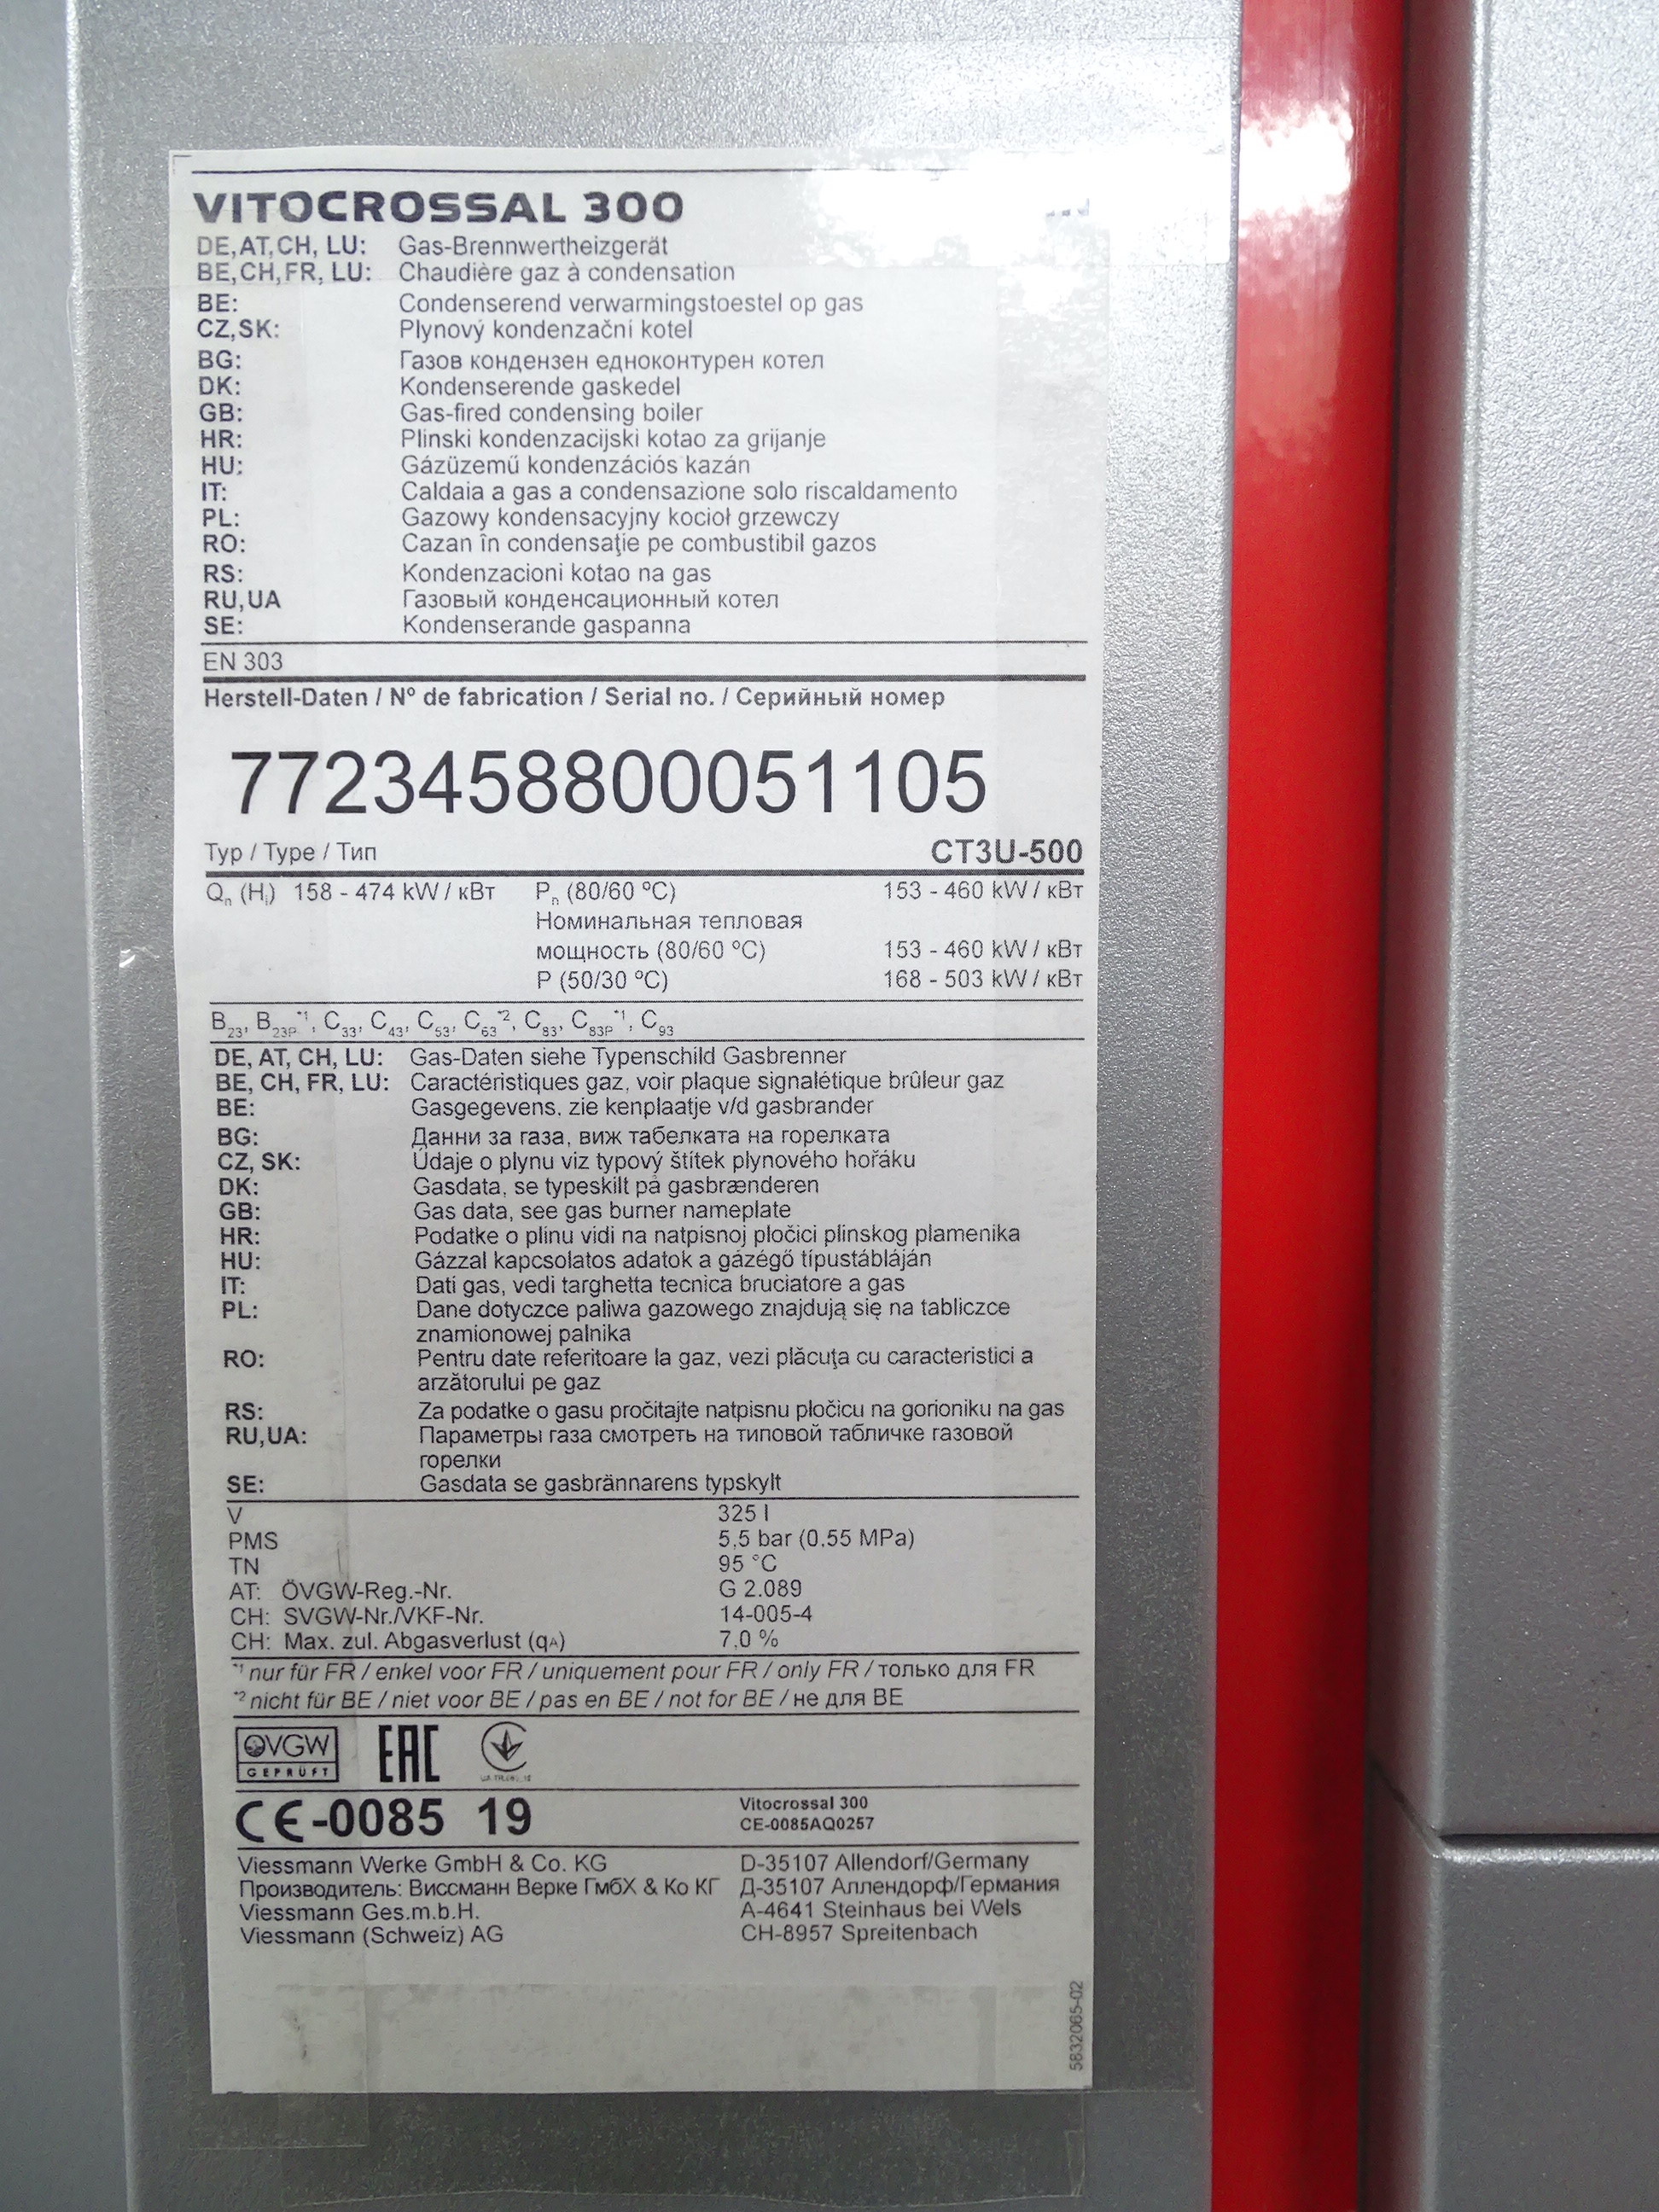 VITOCROSSAL 300
DE,AT,CH, LU: Gas-Brennwertheizgerät
BE,CH,FR, LU: Chaudière gaz à condensation
BE: Condenserend verwarmingstoestel op gas
CZ,SK: Plynový kondenzační kotel
BG: Газов кондензен едноконтурен котел
DK: Kondenserende gaskedel
GB: Gas-fired condensing boiler
HR: Plinski kondenzacijski kotao za grijanje
HU: Gázüzemű kondenzációs kazán
IT: Caldaia a gas a condensazione solo riscaldamento
PL: Gazowy kondensacyjny kocioł grzewczy
RO: Cazan în condensaţie pe combustibil gazos
RS: Kondenzacioni kotao na gas
RU,UA Газовый конденсационный котел
SE: Kondenserande gaspanna
EN 303
Herstell-Daten / Nº de fabrication / Serial no. / Серийный номер
7723458800051105
Typ / Type / Тип CT3U-500
Qn (Hi) 158 - 474 kW / кВт Pn (80/60 ºC) 153 - 460 kW / кВт
Номинальная тепловая
мощность (80/60 ºC) 153 - 460 kW / кВт
P (50/30 ºC) 168 - 503 kW / кВт
B23, B23P*1, C33, C43, C53, C63*2, C83, C83P*1, C93
DE, AT, CH, LU: Gas-Daten siehe Typenschild Gasbrenner
BE, CH, FR, LU: Caractéristiques gaz, voir plaque signalétique brûleur gaz
BE: Gasgegevens, zie kenplaatje v/d gasbrander
BG: Данни за газа, виж табелката на горелката
CZ, SK: Údaje o plynu viz typový štítek plynového hořáku
DK: Gasdata, se typeskilt på gasbrænderen
GB: Gas data, see gas burner nameplate
HR: Podatke o plinu vidi na natpisnoj pločici plinskog plamenika
HU: Gázzal kapcsolatos adatok a gázégő típustábláján
IT: Dati gas, vedi targhetta tecnica bruciatore a gas
PL: Dane dotyczce paliwa gazowego znajdują się na tabliczce
znamionowej palnika
RO: Pentru date referitoare la gaz, vezi plăcuţa cu caracteristici a
arzătorului pe gaz
RS: Za podatke o gasu pročitajte natpisnu pločicu na gorioniku na gas
RU,UA: Параметры газа смотреть на типовой табличке газовой
горелки
SE: Gasdata se gasbrännarens typskylt
V 325 l
PMS 5,5 bar (0,55 MPa)
TN 95 °C
AT: ÖVGW-Reg.-Nr. G 2.089
CH: SVGW-Nr./VKF-Nr. 14-005-4
CH: Max. zul. Abgasverlust (qA) 7,0 %
*1 nur für FR / enkel voor FR / uniquement pour FR / only FR / только для FR
*2 nicht für BE / niet voor BE / pas en BE / not for BE / не для BE
ÖVGW EAC
GEPRÜFT
CE-0085 19
Vitocrossal 300
CE-0085AQ0257
Viessmann Werke GmbH & Co. KG D-35107 Allendorf/Germany
Производитель: Виссманн Верке ГмбХ & Ко КГ Д-35107 Аллендорф/Германия
Viessmann Ges.m.b.H. A-4641 Steinhaus bei Wels
Viessmann (Schweiz) AG CH-8957 Spreitenbach
5832065-02